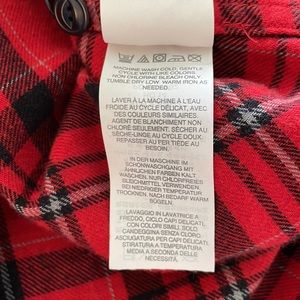 MACHINE WASH COLD, GENTLE
CYCLE WITH LIKE COLORS
NON CHLORINE BLEACH ONLY
TUMBLE DRY LOW. WARM IRON AS
NEEDED.
LAVER À LA MACHINE À L'EAU
FROIDE AU CYCLE DÉLICAT, AVEC
DES COULEURS SIMILAIRES.
AGENT DE BLANCHIMENT NON
CHLORÉ SEULEMENT. SÉCHER AU
SÈCHE-LINGE AU CYCLE DOUX.
REPASSER AU FER TIÈDE AU
BESOIN.
IN DER MASCHINE IM
SCHONWASCHGANG MIT
ÄHNLICHEN FARBEN KALT
WASCHEN. NUR CHLORFREIES
BLEICHMITTEL VERWENDEN.
BEI NIEDRIGER TEMPERATUR
TROCKNEN. NACH BEDARF WARM
BÜGELN.
LAVAGGIO IN LAVATRICE A
FREDDO, CICLO CAPI DELICATI,
CON COLORI SIMILI. SOLO
CANDEGGINA SENZA CLORO.
ASCIUGATURA PER CAPI DELICATI.
STIRATURA A TEMPERATURA
MEDIA A SECONDA DELLE
NECESSITÀ.